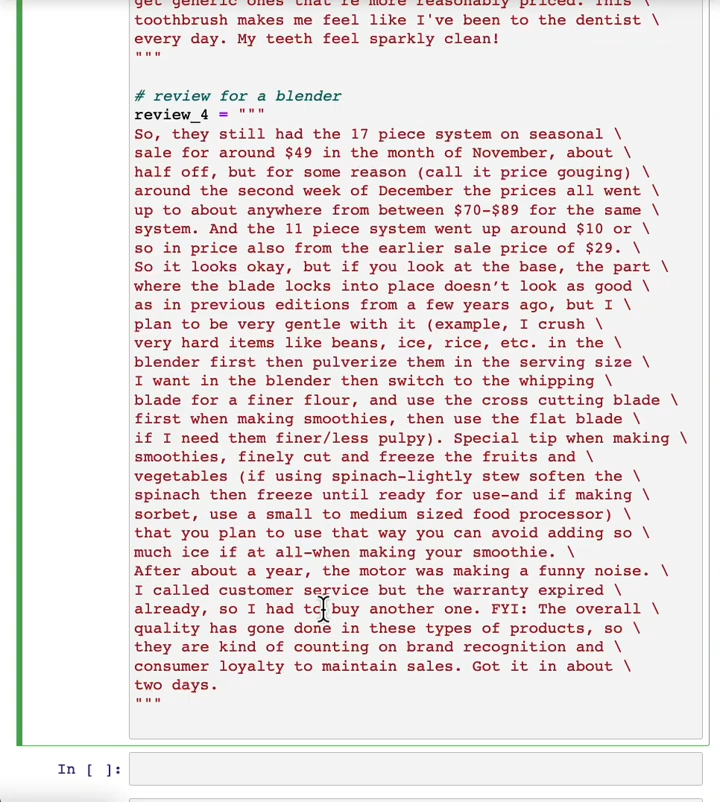 get generic ones that're more reasonably priced. This \
toothbrush makes me feel like I've been to the dentist \
every day. My teeth feel sparkly clean!
"""
# review for a blender
review_4 = """
So, they still had the 17 piece system on seasonal \
sale for around $49 in the month of November, about \
half off, but for some reason (call it price gouging) \
around the second week of December the prices all went \
up to about anywhere from between $70-$89 for the same \
system. And the 11 piece system went up around $10 or \
so in price also from the earlier sale price of $29. \
So it looks okay, but if you look at the base, the part \
where the blade locks into place doesn’t look as good \
as in previous editions from a few years ago, but I \
plan to be very gentle with it (example, I crush \
very hard items like beans, ice, rice, etc. in the \
blender first then pulverize them in the serving size \
I want in the blender then switch to the whipping \
blade for a finer flour, and use the cross cutting blade \
first when making smoothies, then use the flat blade \
if I need them finer/less pulpy). Special tip when making \
smoothies, finely cut and freeze the fruits and \
vegetables (if using spinach-lightly stew soften the \
spinach then freeze until ready for use-and if making \
sorbet, use a small to medium sized food processor) \
that you plan to use that way you can avoid adding so \
much ice if at all-when making your smoothie. \
After about a year, the motor was making a funny noise. \
I called customer service but the warranty expired \
already, so I had to buy another one. FYI: The overall \
quality has gone done in these types of products, so \
they are kind of counting on brand recognition and \
consumer loyalty to maintain sales. Got it in about \
two days.
"""
In [ ]: